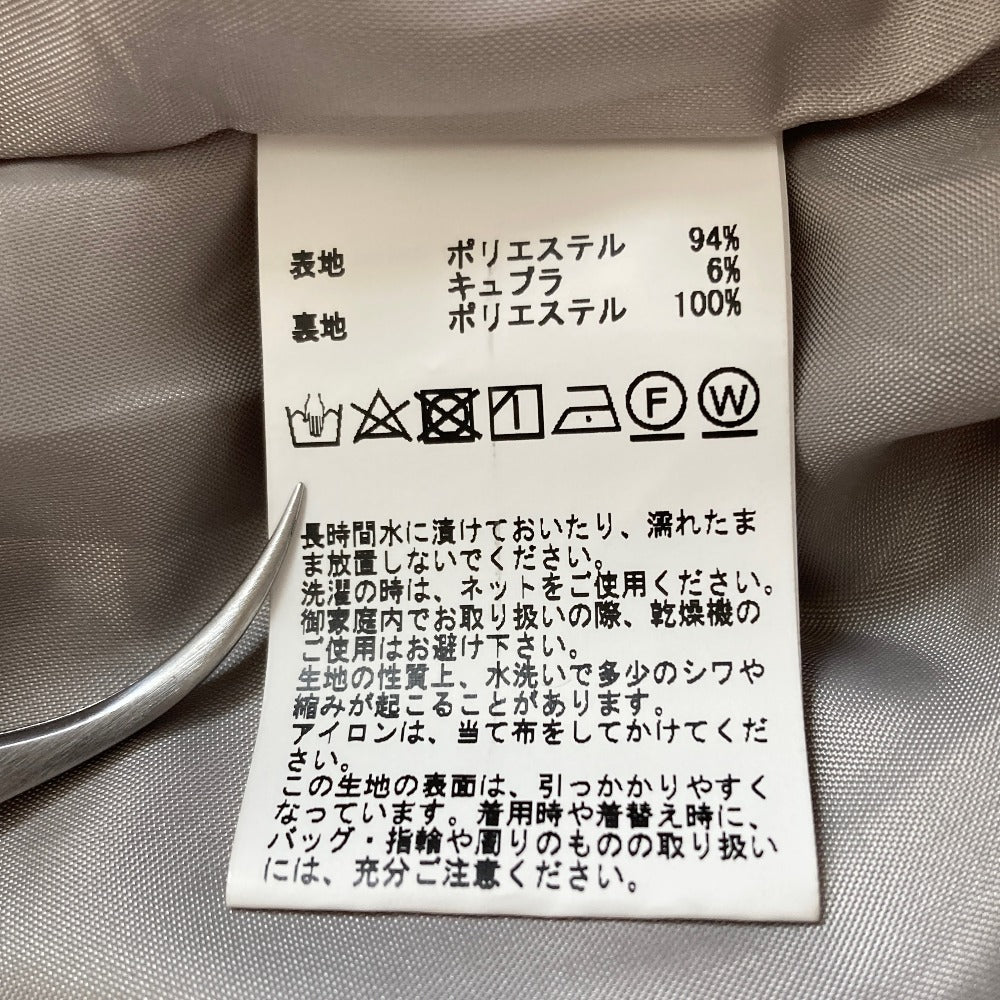 表地 ポリエステル 94%
キュプラ 6%
裏地 ポリエステル 100%
F W
長時間水に漬けておいたり、濡れたま
ま放置しないでください。
洗濯の時は、ネットをご使用ください。
御家庭内でお取り扱いの際、乾燥機の
ご使用はお避け下さい。
生地の性質上、水洗いで多少のシワや
縮みが起こることがあります。
アイロンは、当て布をしてかけてくだ
さい。
この生地の表面は、引っかかりやすく
なっています。着用時や着替え時に、
バッグ・指輪や周りのものの取り扱い
には、充分ご注意ください。